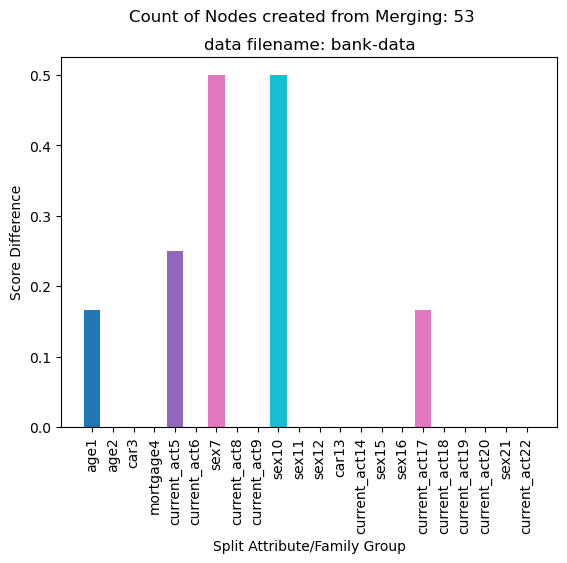 Count of Nodes created from Merging: 53
data filename: bank-data
0.5
0.4
0.3
0.2
0.1
0.0
Score Difference
age1
age2
car3
mortgage4
current_act5
current_act6
sex7
current_act8
current_act9
sex10
sex11
sex12
car13
current_act14
sex15
sex16
current_act17
current_act18
current_act19
current_act20
sex21
current_act22
Split Attribute/Family Group